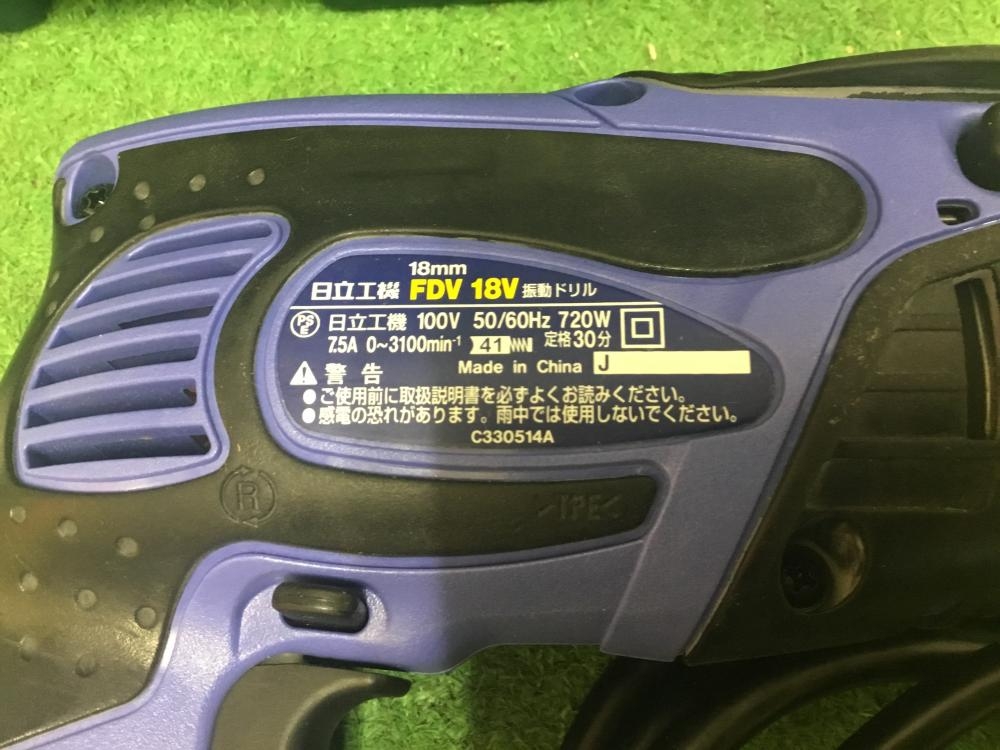 18mm
日立工機 FDV 18V 振動ドリル
PS E 日立工機 100V 50/60Hz 720W
7.5A 0~3100min⁻¹ 41 定格30分
Made in China J
警告
●ご使用前に取扱説明書を必ずよくお読みください。
●感電の恐れがあります。雨中では使用しないでください。
C330514A
R
>TPE<